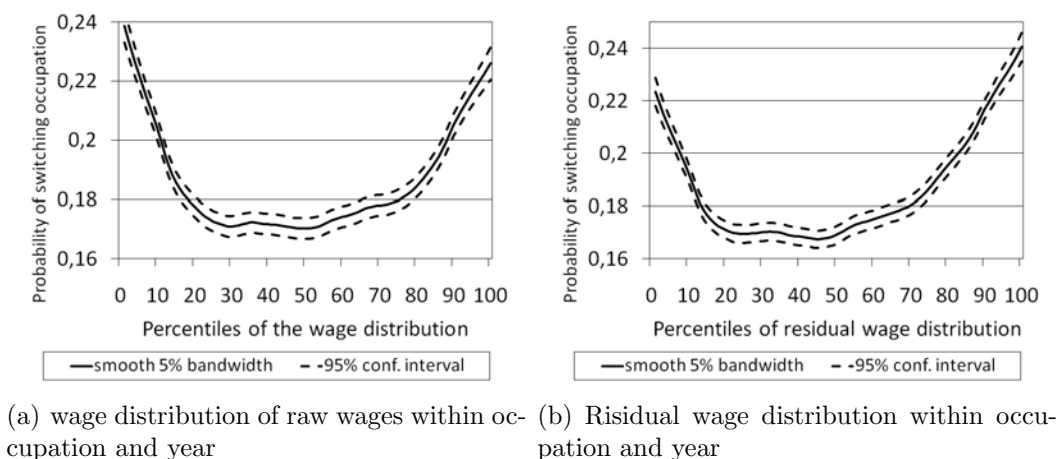 0,24
0,22
0,2
0,18
0,16
Probability of switching occupation
0 10 20 30 40 50 60 70 80 90 100
Percentiles of the wage distribution
smooth 5% bandwidth -95% conf. interval
(a) wage distribution of raw wages within oc-
cupation and year
0,24
0,22
0,2
0,18
0,16
Probability of switching occupation
0 10 20 30 40 50 60 70 80 90 100
Percentiles of residual wage distribution
smooth 5% bandwidth -95% conf. interval
(b) Risidual wage distribution within occu-
pation and year